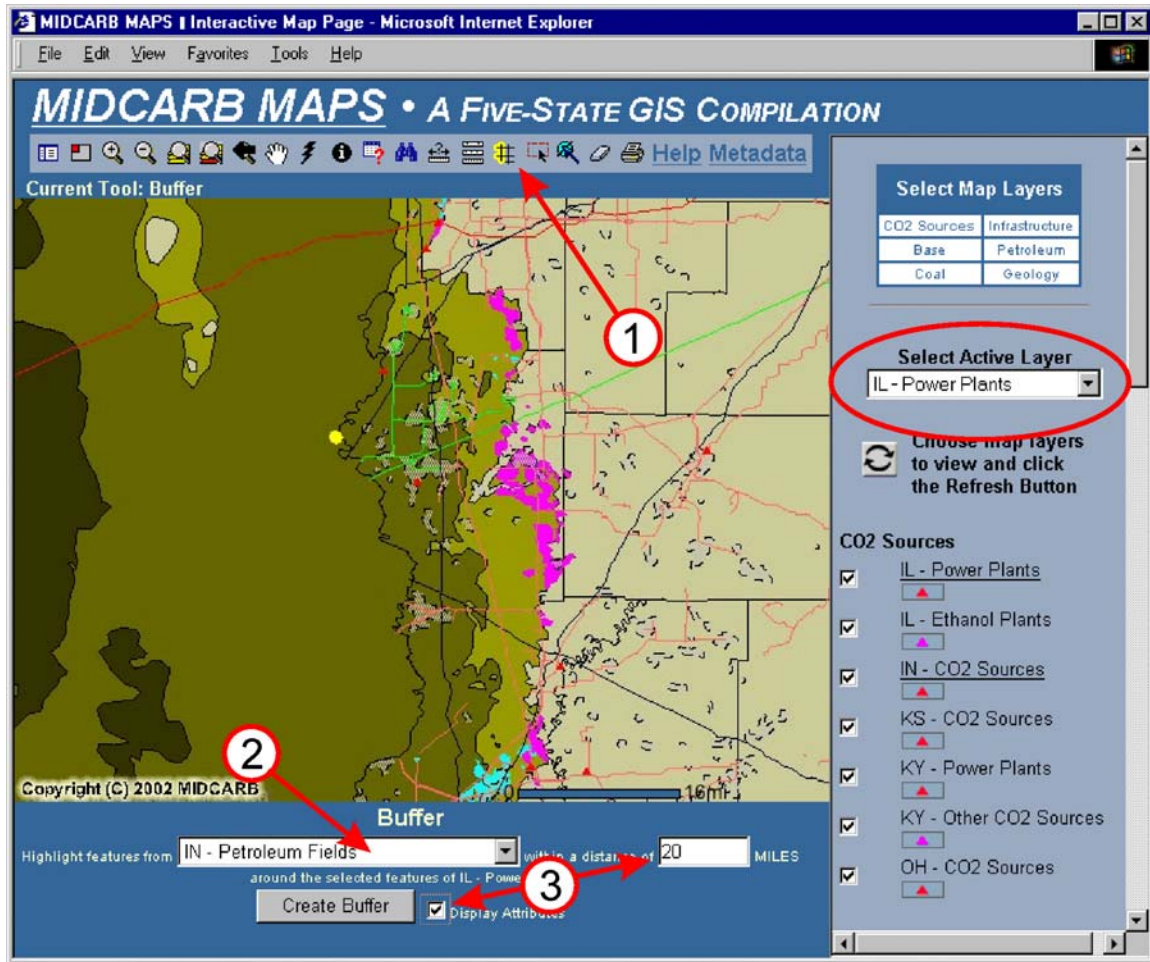 MIDCARB MAPS || Interactive Map Page - Microsoft Internet Explorer
File Edit View Favorites Tools Help
MIDCARB MAPS • A FIVE-STATE GIS COMPILATION
Help Metadata
Current Tool: Buffer
1
Select Map Layers
CO2 Sources Infrastructure
Base Petroleum
Coal Geology
Select Active Layer
IL - Power Plants
Choose map layers
to view and click
the Refresh Button
CO2 Sources
IL - Power Plants
IL - Ethanol Plants
IN - CO2 Sources
KS - CO2 Sources
KY - Power Plants
KY - Other CO2 Sources
OH - CO2 Sources
2
Copyright (C) 2002 MIDCARB
0 16mi
Buffer
Highlight features from IN - Petroleum Fields within a distance of 20 MILES
around the selected features of IL - Powe
3
Create Buffer Display Attributes